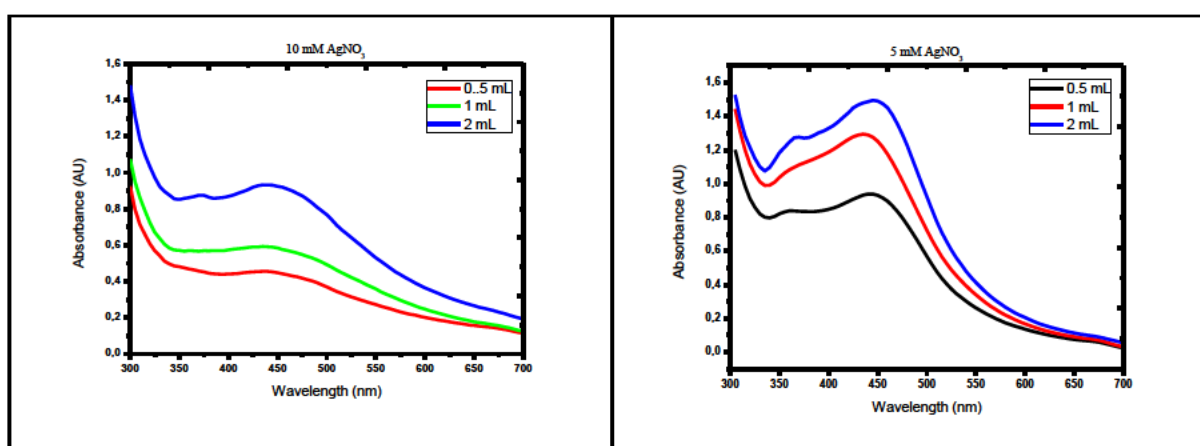 10 mM AgNO3
0..5 mL
1 mL
2 mL
1,6
1,4
1,2
1,0
0,8
0,6
0,4
0,2
0,0
Absorbance (AU)
300 350 400 450 500 550 600 650 700
Wavelength (nm)
5 mM AgNO3
0.5 mL
1 mL
2 mL
1,6
1,4
1,2
1,0
0,8
0,6
0,4
0,2
0,0
Absorbance (AU)
300 350 400 450 500 550 600 650 700
Wavelength (nm)